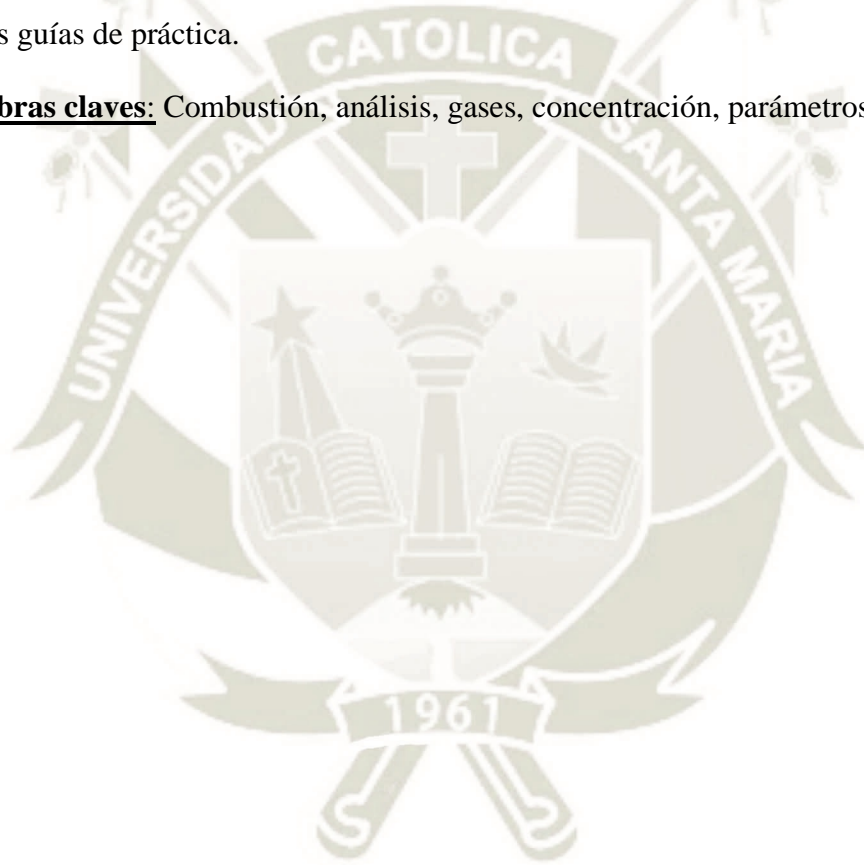 s guías de práctica.
bras claves: Combustión, análisis, gases, concentración, parámetros
UNIVERSIDAD CATOLICA SANTA MARIA
1961